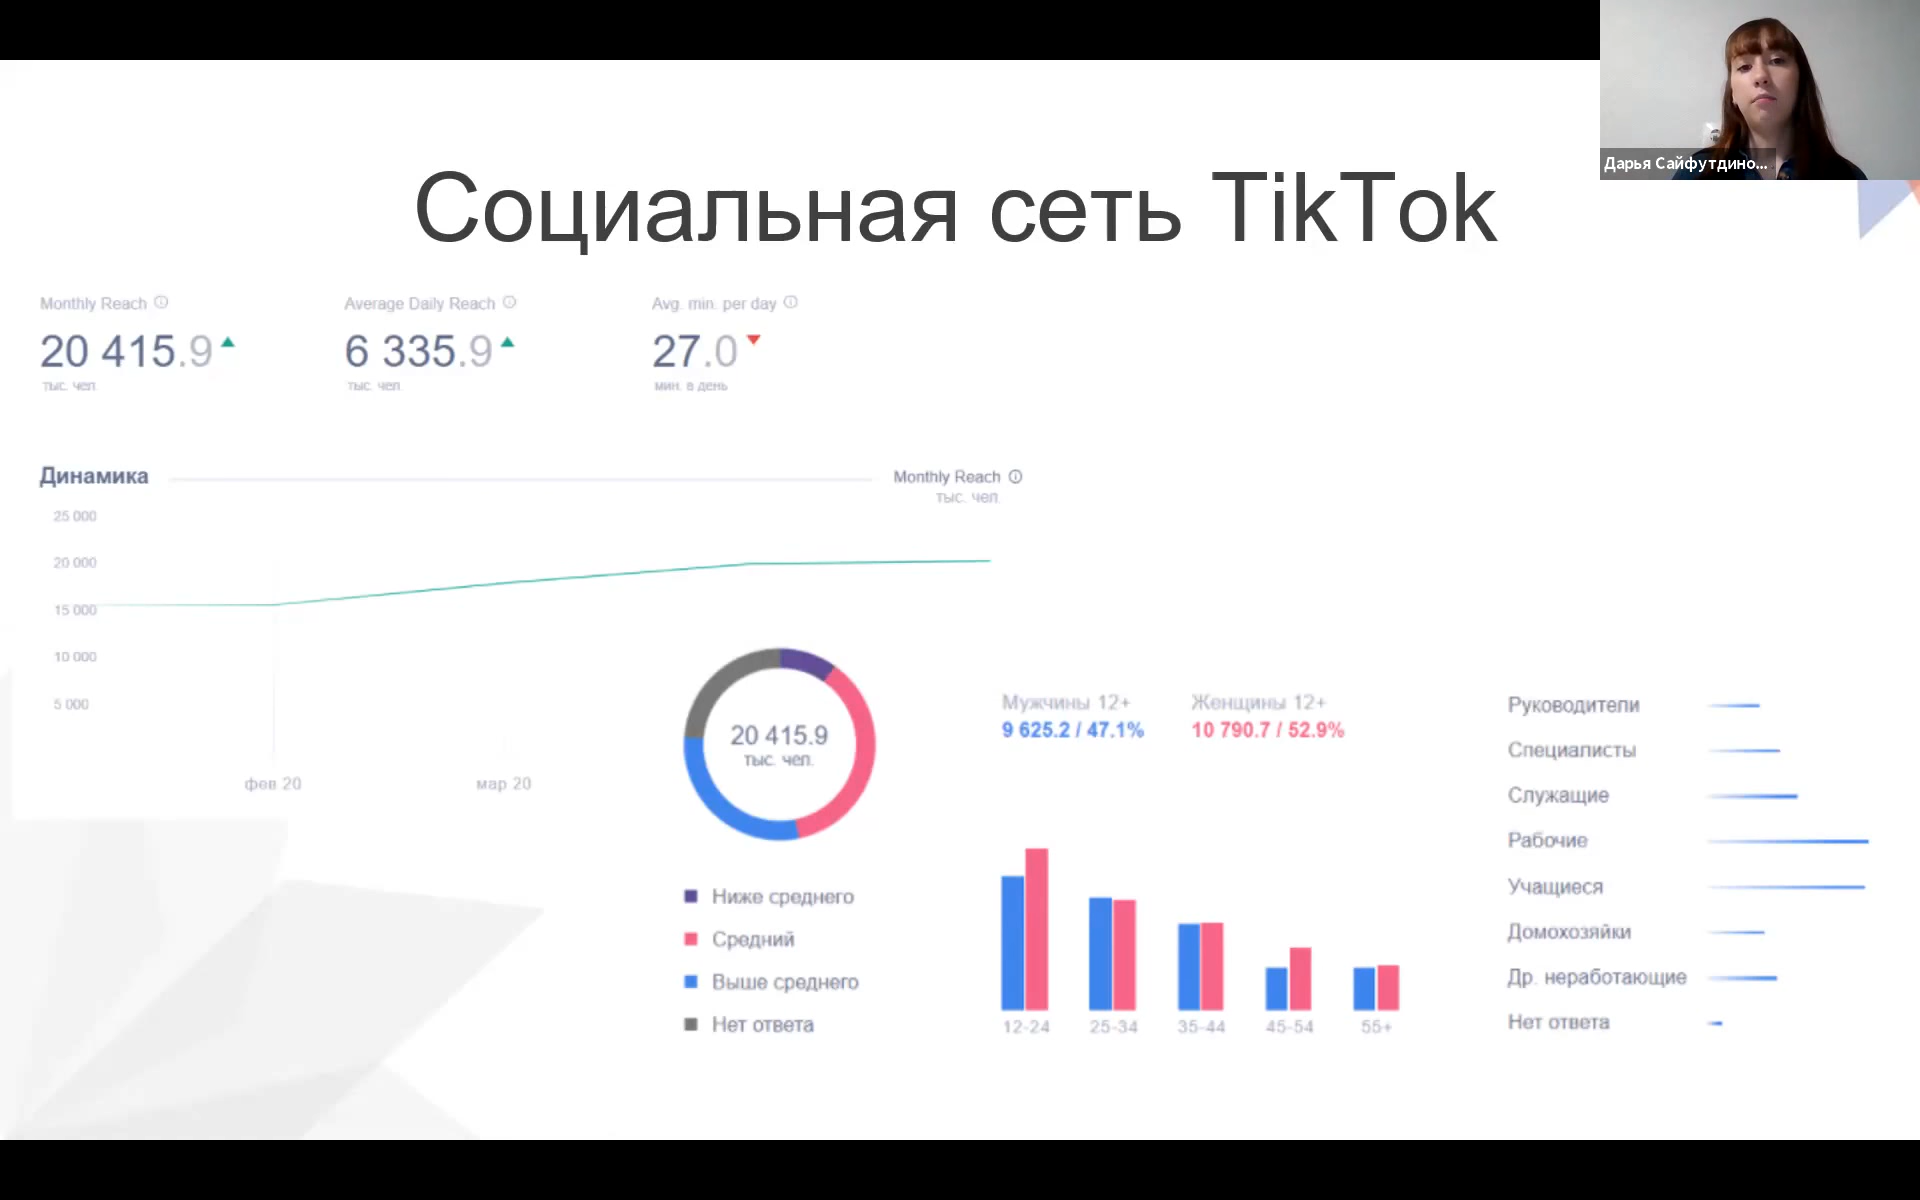 Дарья Сайфутдино...
Социальная сеть TikTok
Monthly Reach
20 415.9
тыс. чел.
Average Daily Reach
6 335.9
тыс. чел.
Avg. min. per day
27.0
мин. в день
Динамика
Monthly Reach
тыс. чел.
25 000
20 000
15 000
10 000
5 000
фев 20
мар 20
20 415.9
тыс. чел.
Ниже среднего
Средний
Выше среднего
Нет ответа
Мужчины 12+
9 625.2 / 47.1%
Женщины 12+
10 790.7 / 52.9%
12-24
25-34
35-44
45-54
55+
Руководители
Специалисты
Служащие
Рабочие
Учащиеся
Домохозяйки
Др. неработающие
Нет ответа